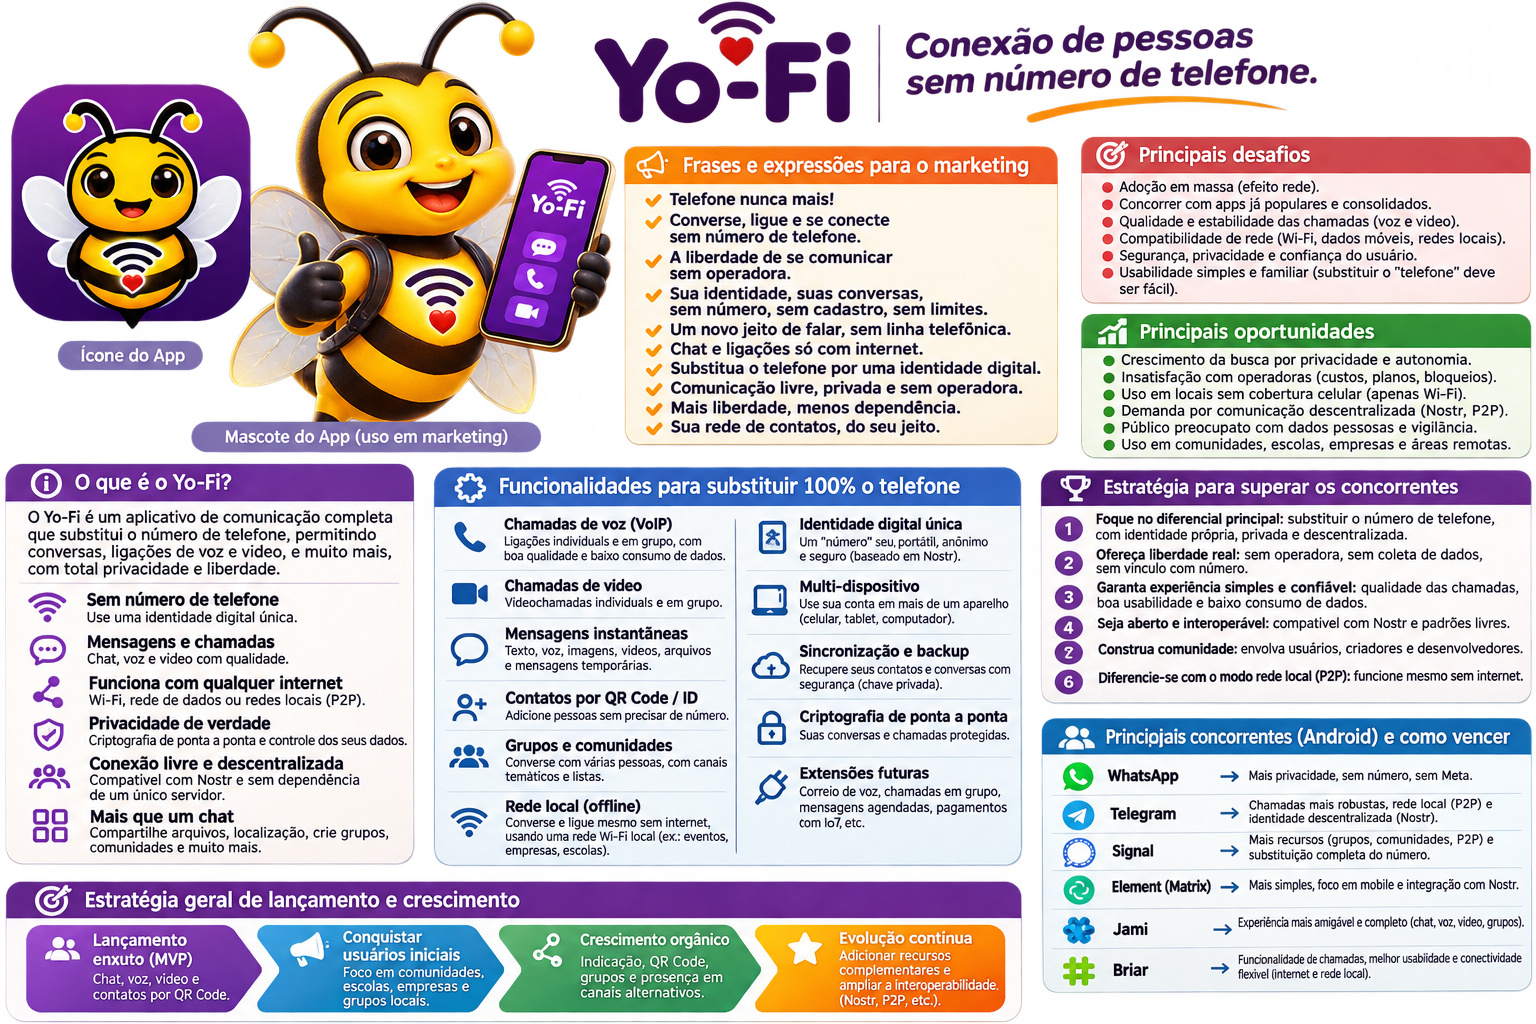 Yo-Fi
Conexão de pessoas
sem número de telefone.
Yo-Fi
Ícone do App
Mascote do App (uso em marketing)
Frases e expressões para o marketing
Telefone nunca mais!
Converse, ligue e se conecte
sem número de telefone.
A liberdade de se comunicar
sem operadora.
Sua identidade, suas conversas,
sem número, sem cadastro, sem limites.
Um novo jeito de falar, sem linha telefônica.
Chat e ligações só com internet.
Substitua o telefone por uma identidade digital.
Comunicação livre, privada e sem operadora.
Mais liberdade, menos dependência.
Sua rede de contatos, do seu jeito.
Principais desafios
Adoção em massa (efeito rede).
Concorrer com apps já populares e consolidados.
Qualidade e estabilidade das chamadas (voz e video).
Compatibilidade de rede (Wi-Fi, dados móveis, redes locais).
Segurança, privacidade e confiança do usuário.
Usabilidade simples e familiar (substituir o "telefone" deve
ser fácil).
Principais oportunidades
Crescimento da busca por privacidade e autonomia.
Insatisfação com operadoras (custos, planos, bloqueios).
Uso em locais sem cobertura celular (apenas Wi-Fi).
Demanda por comunicação descentralizada (Nostr, P2P).
Público preocupato com dados pessoas e vigilância.
Uso em comunidades, escolas, empresas e áreas remotas.
O que é o Yo-Fi?
O Yo-Fi é um aplicativo de comunicação completa
que substitui o número de telefone, permitindo
conversas, ligações de voz e video, e muito mais,
com total privacidade e liberdade.
Sem número de telefone
Use uma identidade digital única.
Mensagens e chamadas
Chat, voz e video com qualidade.
Funciona com qualquer internet
Wi-Fi, rede de dados ou redes locais (P2P).
Privacidade de verdade
Criptografia de ponta a ponta e controle dos seus dados.
Conexão livre e descentralizada
Compativel com Nostr e sem dependência
de um único servidor.
Mais que um chat
Compartilhe arquivos, localização, crie grupos,
comunidades e muito mais.
Funcionalidades para substituir 100% o telefone
Chamadas de voz (VoIP)
Ligações individuais e em grupo, com
boa qualidade e baixo consumo de dados.
Chamadas de video
Videochamadas individuals e em grupo.
Mensagens instantãneas
Texto, voz, imagens, videos, arquivos
e mensagens temporárias.
Contatos por QR Code / ID
Adicione pessoas sem precisar de número.
Grupos e comunidades
Converse com várias pessoas, com canais
temàticos e listas.
Rede local (offline)
Converse e ligue mesmo sem internet,
usando uma rede Wi-Fi local (ex.: eventos,
empresas, escolas).
Identidade digital única
Um "número" seu, portátil, anônimo
e seguro (baseado em Nostr).
Multi-dispositivo
Use sua conta em mais de um aparelho
(celular, tablet, computador).
Sincronização e backup
Recupere seus contatos e conversas com
segurança (chave privada).
Criptografia de ponta a ponta
Suas conversas e chamadas protegidas.
Extensões futuras
Correio de voz, chamadas em grupo,
mensagens agendadas, pagamentos
com Io7, etc.
Estratégia para superar os concorrentes
1 Foque no diferencial principal: substituir o número de telefone,
com identidade própria, privada e descentralizada.
2 Ofereça liberdade real: sem operadora, sem coleta de dados,
sem vínculo com número.
3 Garanta experiência simples e confiável: qualidade das chamadas,
boa usabilidade e baixo consumo de dados.
4 Seja aberto e interoperável: compativel com Nostr e padrões livres.
2 Construa comunidade: envolva usuários, criadores e desenvolvedores.
6 Diferencie-se com o modo rede local (P2P): funcione mesmo sem internet.
Principjais concorrentes (Android) e como vencer
WhatsApp → Mais privacidade, sem número, sem Meta.
Telegram → Chamadas mais robustas, rede local (P2P) e
identidade descentralizada (Nostr).
Signal → Mais recursos (grupos, comunidades, P2P) e
substituição completa do número.
Element (Matrix) → Mais simples, foco em mobile e integração com Nostr.
Jami → Experiência mais amigável e completo (chat, voz, video, grupos).
Briar → Funcionalidade de chamadas, melhor usabiidade e conectividade
flexivel (internet e rede local).
Estratégia geral de lançamento e crescimento
Lançamento
enxuto (MVP)
Chat, voz, video e
contatos por QR Code.
Conquistar
usuários iniciais
Foco em comunidades,
escolas, empresas e
grupos locais.
Crescimento orgânico
Indicação, QR Code,
grupos e presença em
canais alternativos.
Evolução continua
Adicionar recursos
complementares e
ampliar a interoperabilidade.
(Nostr, P2P, etc.).